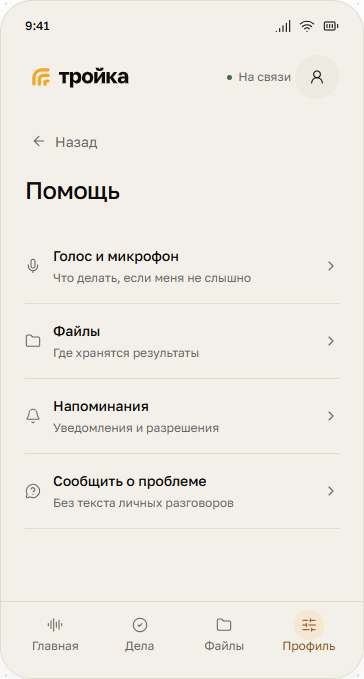 9:41
тройка
На связи
Назад
Помощь
Голос и микрофон
Что делать, если меня не слышно
Файлы
Где хранятся результаты
Напоминания
Уведомления и разрешения
Сообщить о проблеме
Без текста личных разговоров
Главная
Дела
Файлы
Профиль